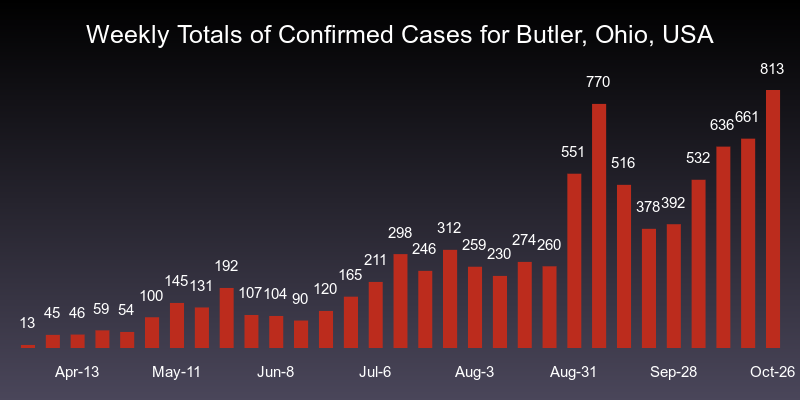 Weekly Totals of Confirmed Cases for Butler, Ohio, USA
13 45 46 59 54 100 145 131 192 107 104 90 120 165 211 298 246 312 259 230 274 260 551 770 516 378 392 532 636 661 813
Apr-13 May-11 Jun-8 Jul-6 Aug-3 Aug-31 Sep-28 Oct-26